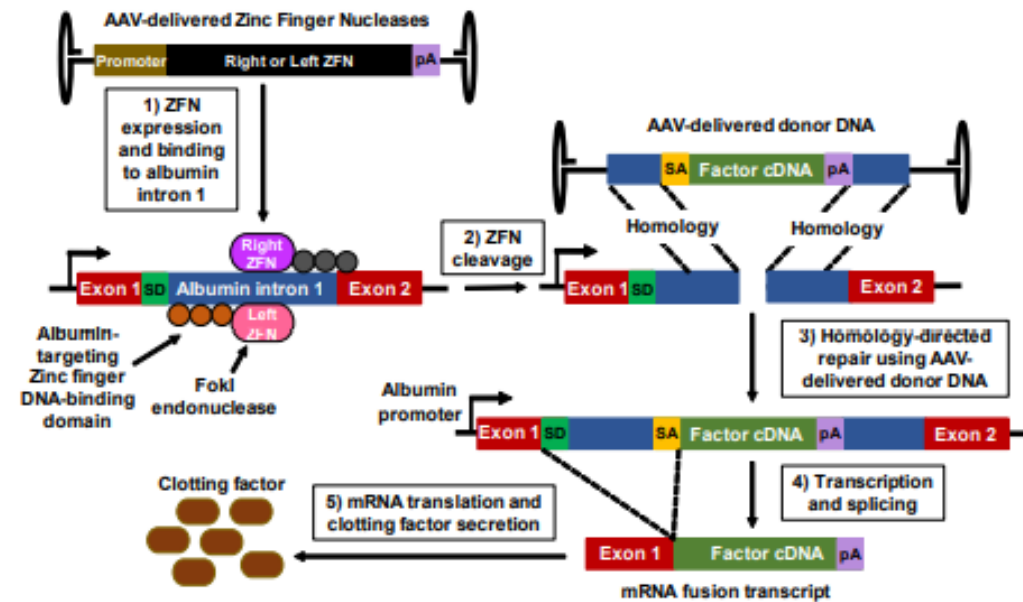 AAV-delivered Zinc Finger Nucleases
Promoter
Right or Left ZFN
pA
1) ZFN
expression
and binding
to albumin
intron 1
AAV-delivered donor DNA
SA
Factor cDNA
pA
Homology
Homology
Right
ZFN
2) ZFN
cleavage
Exon 1
SD
Albumin intron 1
Exon 2
Exon 1
SD
Exon 2
Left
ZFN
Albumin-
targeting
Zinc finger
DNA-binding
domain
FokI
endonuclease
3) Homology-directed
repair using AAV-
delivered donor DNA
Albumin
promoter
Exon 1
SD
SA
Factor cDNA
pA
Exon 2
4) Transcription
and splicing
Clotting factor
5) mRNA translation and
clotting factor secretion
Exon 1
Factor cDNA
pA
mRNA fusion transcript